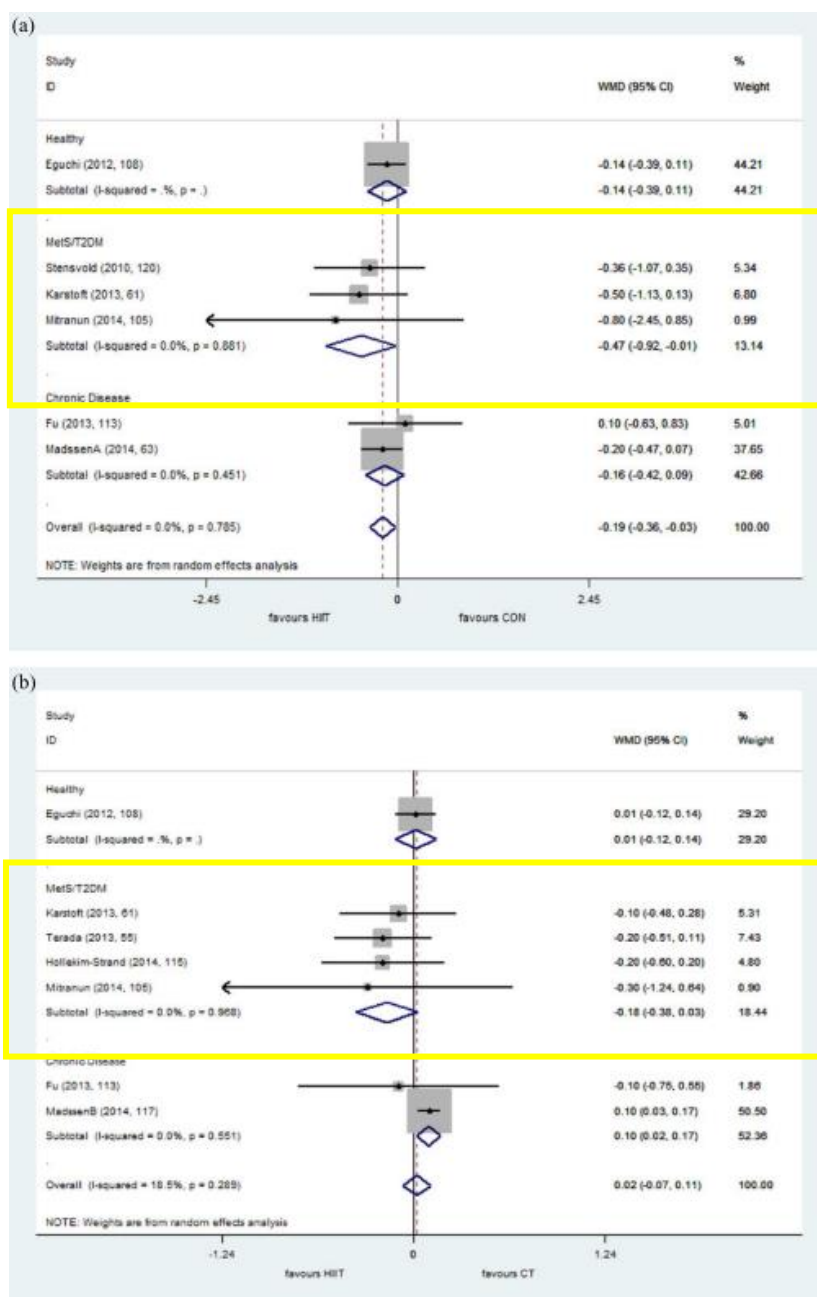 (a)
Study %
ID WMD (95% CI) Weight
Healthy
Eguchi (2012, 108) -0.14 (-0.39, 0.11) 44.21
Subtotal (I-squared = .%, p = .) -0.14 (-0.39, 0.11) 44.21
.
MetS/T2DM
Stensvold (2010, 120) -0.36 (-1.07, 0.35) 5.34
Karstoft (2013, 61) -0.50 (-1.13, 0.13) 6.80
Mitranun (2014, 105) -0.80 (-2.45, 0.85) 0.99
Subtotal (I-squared = 0.0%, p = 0.881) -0.47 (-0.92, -0.01) 13.14
.
Chronic Disease
Fu (2013, 113) 0.10 (-0.63, 0.83) 5.01
MadssenA (2014, 63) -0.20 (-0.47, 0.07) 37.65
Subtotal (I-squared = 0.0%, p = 0.451) -0.16 (-0.42, 0.09) 42.66
.
Overall (I-squared = 0.0%, p = 0.785) -0.19 (-0.36, -0.03) 100.00
NOTE: Weights are from random effects analysis
-2.45 0 2.45
favours HIIT favours CON
(b)
Study %
ID WMD (95% CI) Weight
Healthy
Eguchi (2012, 108) 0.01 (-0.12, 0.14) 29.20
Subtotal (I-squared = .%, p = .) 0.01 (-0.12, 0.14) 29.20
.
MetS/T2DM
Karstoft (2013, 61) -0.10 (-0.48, 0.28) 5.31
Terada (2013, 55) -0.20 (-0.51, 0.11) 7.43
Hollekim-Strand (2014, 115) -0.20 (-0.60, 0.20) 4.80
Mitranun (2014, 105) -0.30 (-1.24, 0.64) 0.90
Subtotal (I-squared = 0.0%, p = 0.968) -0.18 (-0.38, 0.03) 18.44
.
Chronic Disease
Fu (2013, 113) -0.10 (-0.75, 0.55) 1.86
MadssenB (2014, 117) 0.10 (0.03, 0.17) 50.50
Subtotal (I-squared = 0.0%, p = 0.551) 0.10 (0.02, 0.17) 52.36
.
Overall (I-squared = 18.5%, p = 0.289) 0.02 (-0.07, 0.11) 100.00
NOTE: Weights are from random effects analysis
-1.24 0 1.24
favours HIIT favours CT